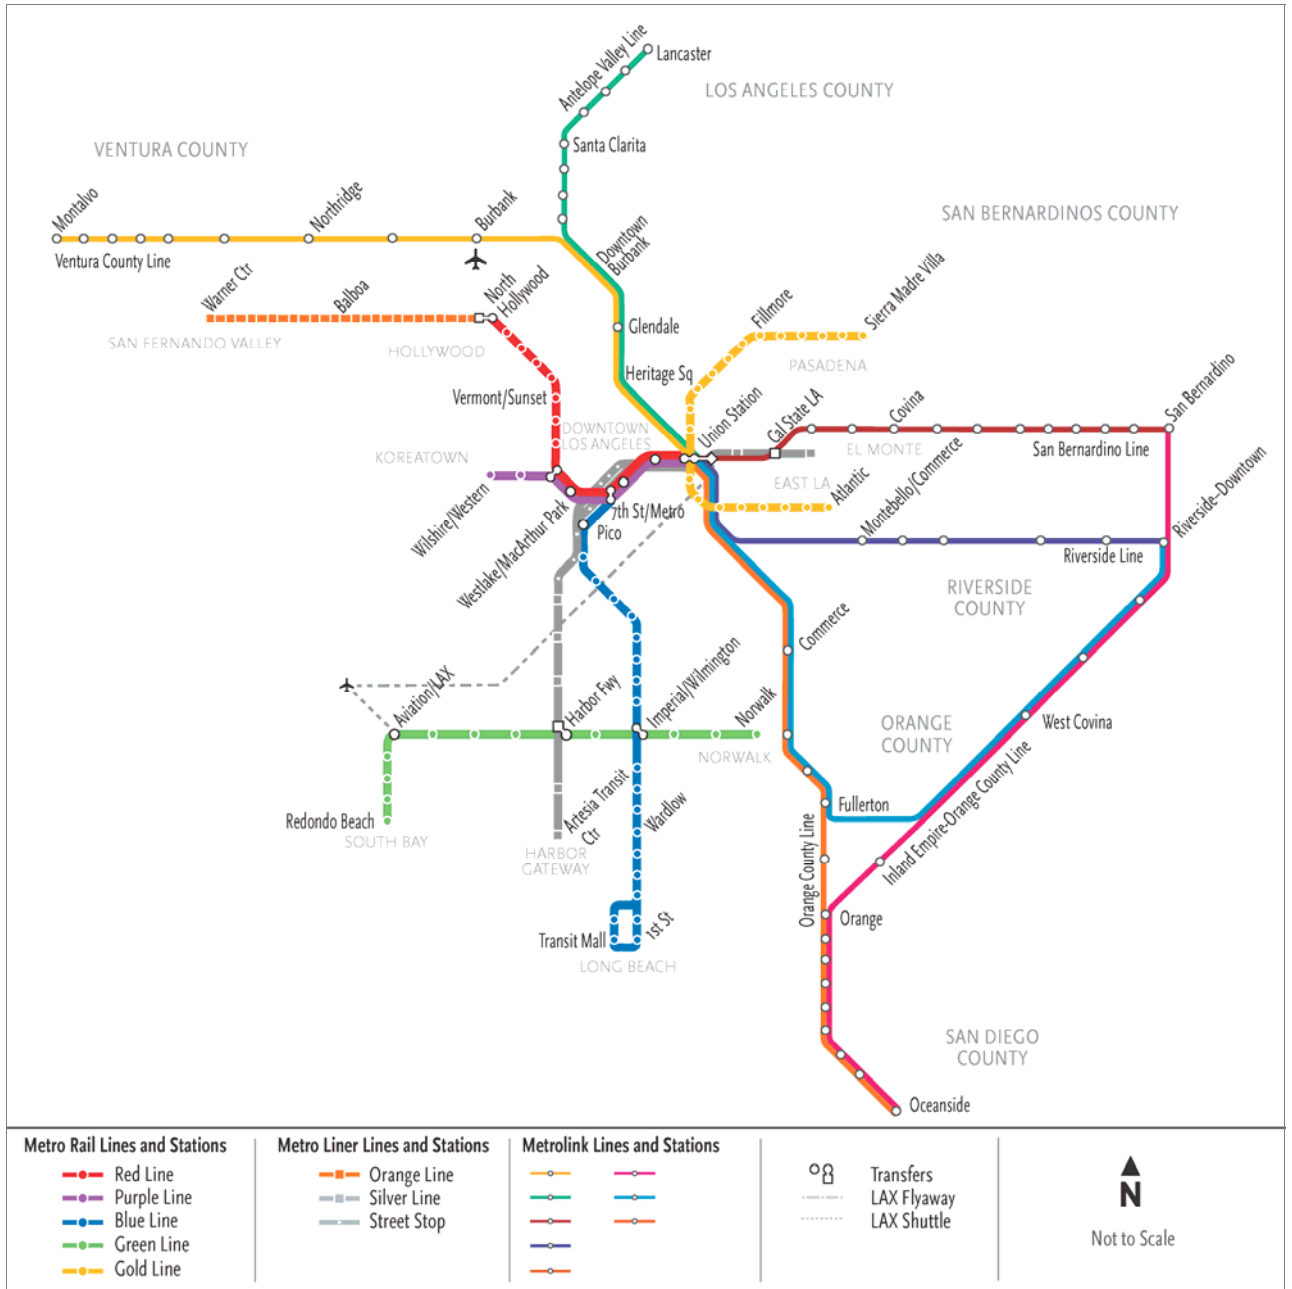 Antelope Valley Line
Lancaster
LOS ANGELES COUNTY
Santa Clarita
VENTURA COUNTY
Montalvo
Northridge
Burbank
Ventura County Line
Downtown
Burbank
SAN BERNARDINOS COUNTY
Warner Ctr
Balboa
North
Hollywood
SAN FERNANDO VALLEY
HOLLYWOOD
Glendale
Fillmore
Sierra Madre Villa
PASADENA
Heritage Sq
Vermont/Sunset
DOWNTOWN
LOS ANGELES
Union Station
Cal State LA
Covina
San Bernardino
EL MONTE
San Bernardino Line
KOREATOWN
EAST LA
Wilshire/Western
Westlake/MacArthur Park
7th St/Metro
Pico
Atlantic
Montebello/Commerce
Riverside-Downtown
Riverside Line
RIVERSIDE
COUNTY
Commerce
Aviation/LAX
Harbor Fwy
Imperial/Wilmington
Norwalk
NORWALK
ORANGE
COUNTY
West Covina
Inland Empire-Orange County Line
Redondo Beach
SOUTH BAY
Artesia Transit
Ctr
HARBOR
GATEWAY
Wardlow
Fullerton
Orange County Line
Orange
Transit Mall
1st St
LONG BEACH
SAN DIEGO
COUNTY
Oceanside
Metro Rail Lines and Stations
Red Line
Purple Line
Blue Line
Green Line
Gold Line
Metro Liner Lines and Stations
Orange Line
Silver Line
Street Stop
Metrolink Lines and Stations
Transfers
LAX Flyaway
LAX Shuttle
N
Not to Scale